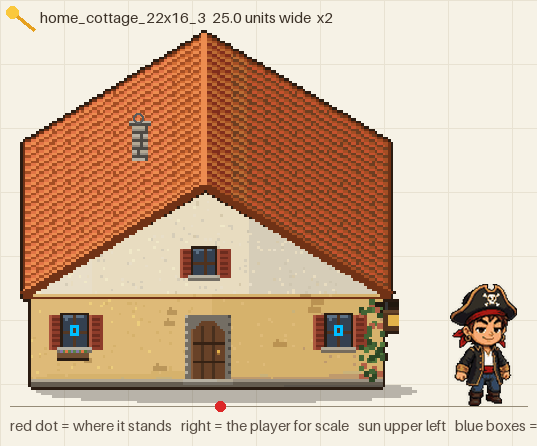 home_cottage_22x16_3 25.0 units wide x2
red dot = where it stands right = the player for scale sun upper left blue boxes =